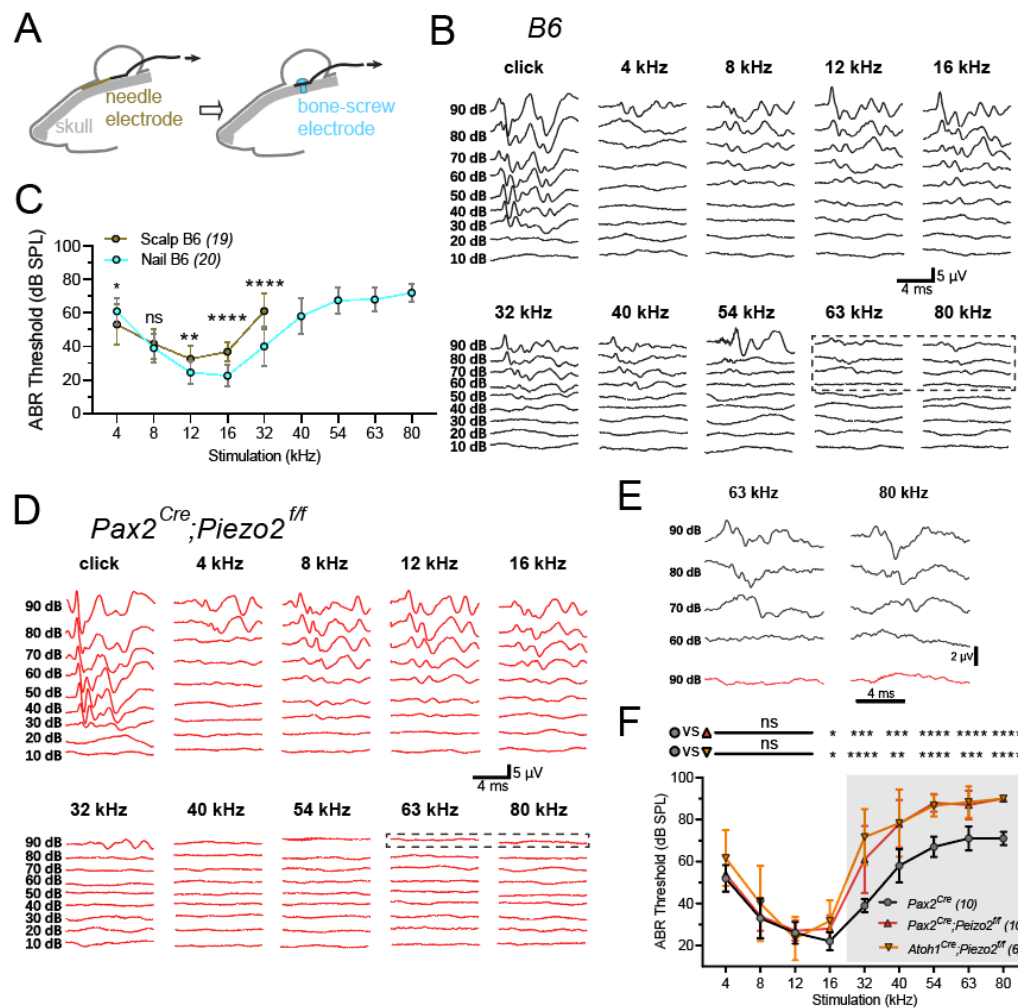 A
needle
electrode
skull
bone-screw
electrode
B
B6
click 4 kHz 8 kHz 12 kHz 16 kHz
90 dB
80 dB
70 dB
60 dB
50 dB
40 dB
30 dB
20 dB
10 dB
5 µV
4 ms
32 kHz 40 kHz 54 kHz 63 kHz 80 kHz
90 dB
80 dB
70 dB
60 dB
50 dB
40 dB
30 dB
20 dB
10 dB
C
Scalp B6 (19)
Nail B6 (20)
ABR Threshold (dB SPL)
100
80
60
40
20
0
* ns ** **** ****
4 8 12 16 32 40 54 63 80
Stimulation (kHz)
D
Pax2Cre;Piezo2f/f
click 4 kHz 8 kHz 12 kHz 16 kHz
90 dB
80 dB
70 dB
60 dB
50 dB
40 dB
30 dB
20 dB
10 dB
5 µV
4 ms
32 kHz 40 kHz 54 kHz 63 kHz 80 kHz
90 dB
80 dB
70 dB
60 dB
50 dB
40 dB
30 dB
20 dB
10 dB
E
63 kHz 80 kHz
90 dB
80 dB
70 dB
60 dB
2 µV
90 dB
4 ms
F
vs ns * *** *** **** **** ****
vs ns * **** ** **** *** ****
ABR Threshold (dB SPL)
100
80
60
40
20
Pax2Cre (10)
Pax2Cre;Peizo2f/f (10
Atoh1Cre;Piezo2f/f (6)
4 8 12 16 32 40 54 63 80
Stimulation (kHz)